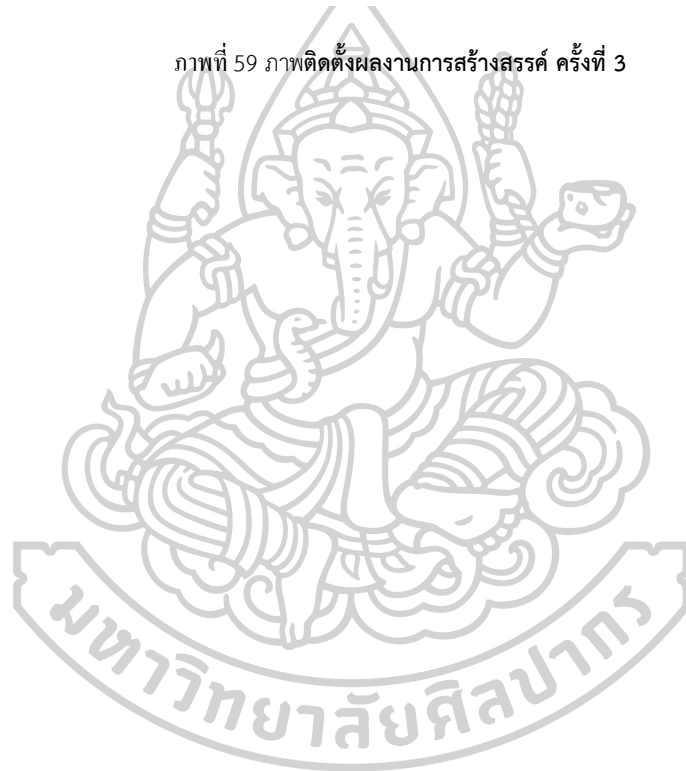 ภาพที่ 59 ภาพติดตั้งผลงานการสร้างสรรค์ ครั้งที่ 3
มหาวิทยาลัยศิลปากร